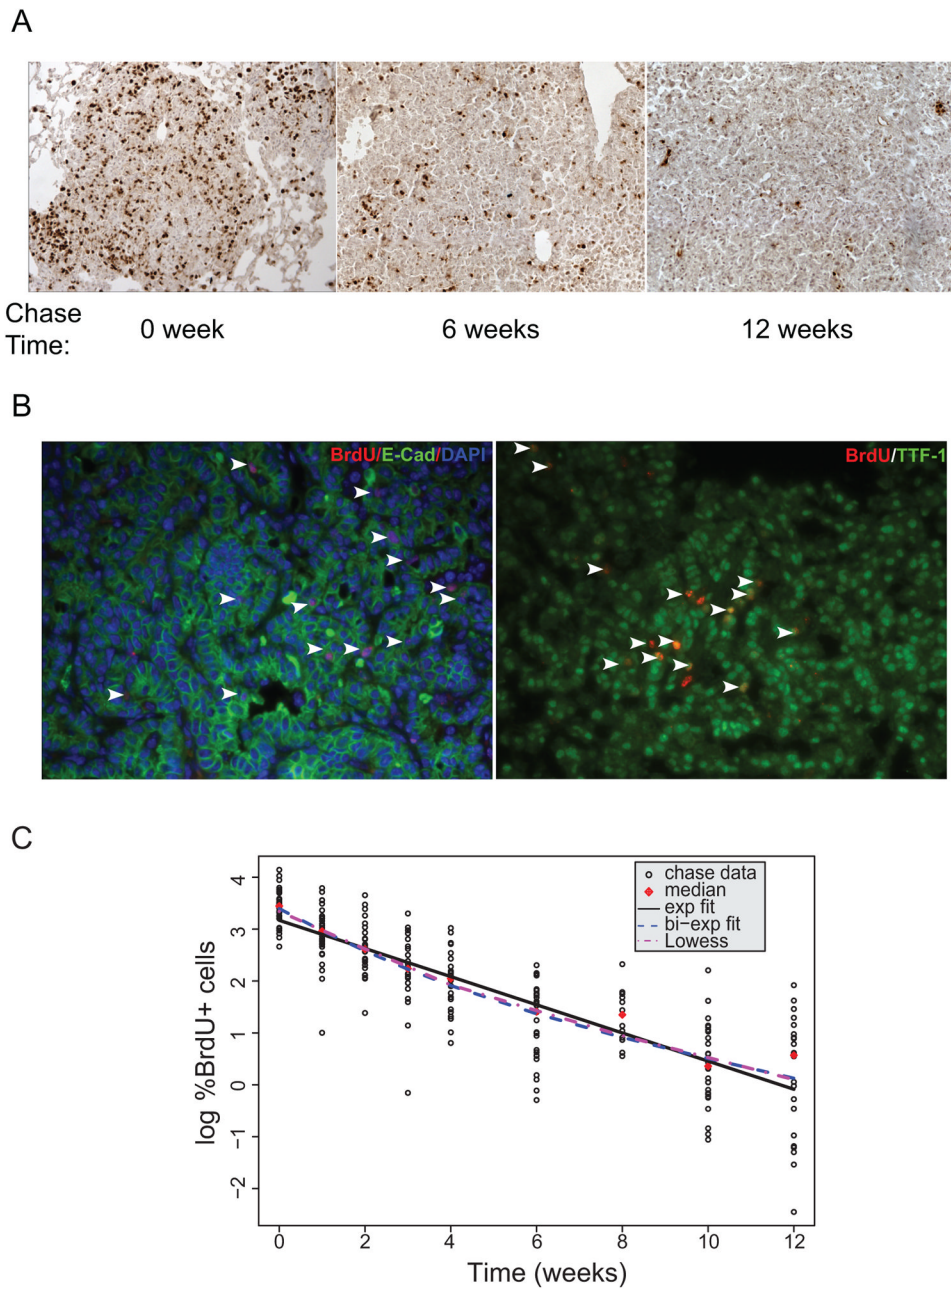 A
Chase
Time:
0 week
6 weeks
12 weeks
B
BrdU/E-Cad/DAPI
BrdU/TTF-1
C
log %BrdU+ cells
4
3
2
1
0
−1
−2
chase data
median
exp fit
bi−exp fit
Lowess
0
2
4
6
8
10
12
Time (weeks)